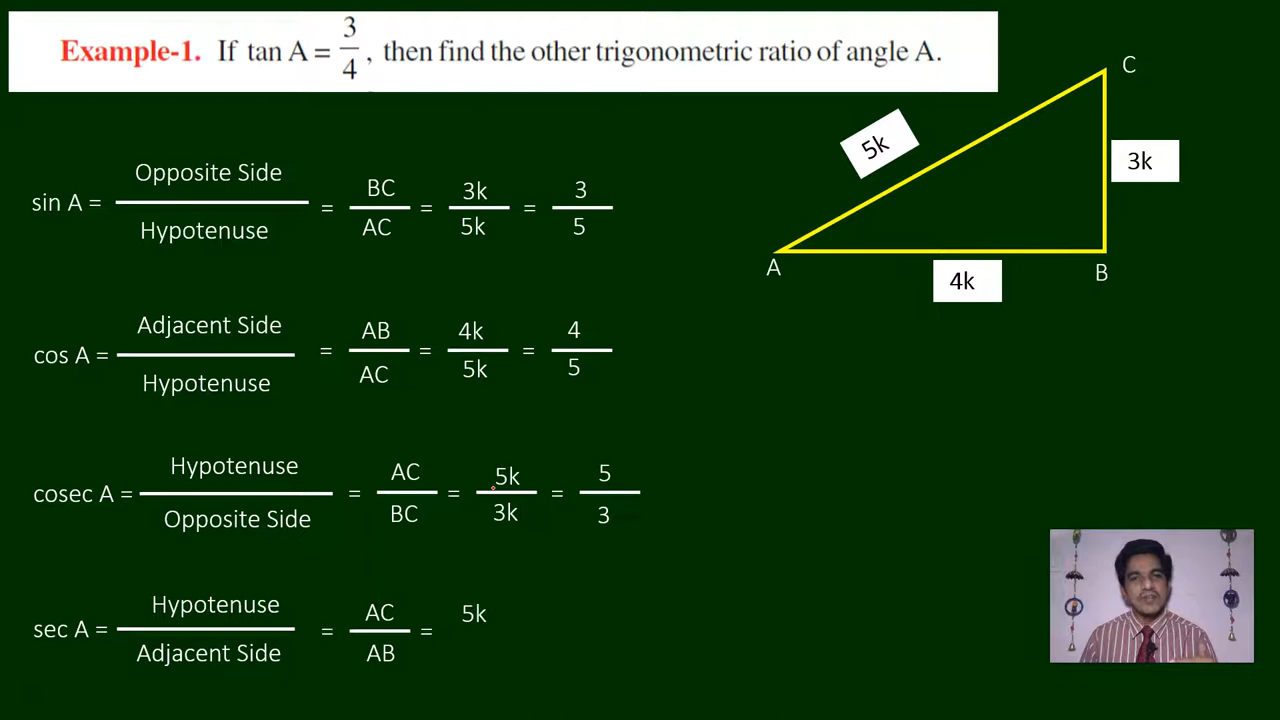 Example-1. If tan A = 3/4, then find the other trigonometric ratio of angle A.
sin A = Opposite Side / Hypotenuse = BC / AC = 3k / 5k = 3 / 5
cos A = Adjacent Side / Hypotenuse = AB / AC = 4k / 5k = 4 / 5
cosec A = Hypotenuse / Opposite Side = AC / BC = 5k / 3k = 5 / 3
sec A = Hypotenuse / Adjacent Side = AC / AB = 5k
C
5k
3k
A
B
4k